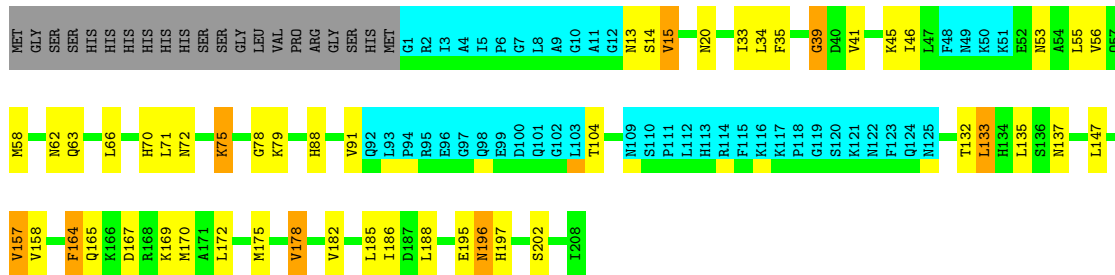 MET GLY SER SER HIS HIS HIS HIS HIS HIS SER SER GLY LEU VAL PRO ARG GLY SER HIS MET G1 R2 I3 A4 I5 P6 G7 L8 A9 G10 A11 G12 N13 S14 V15 N20 I33 L34 F35 G39 D40 V41 K45 I46 L47 F48 N49 K50 K51 E52 N53 A54 L55 V56 Q57
M58 N62 Q63 L66 H70 L71 N72 K75 G78 K79 H88 V91 Q92 L93 P94 R95 E96 G97 Q98 E99 D100 Q101 G102 L103 T104 N109 S110 P111 L112 H113 R114 F115 K116 K117 P118 G119 S120 K121 N122 F123 Q124 N125 T132 L133 H134 L135 S136 N137 L147
V157 V158 F164 Q165 K166 D167 R168 K169 M170 A171 L172 M175 V178 V182 L185 I186 D187 L188 E195 N196 H197 S202 I208